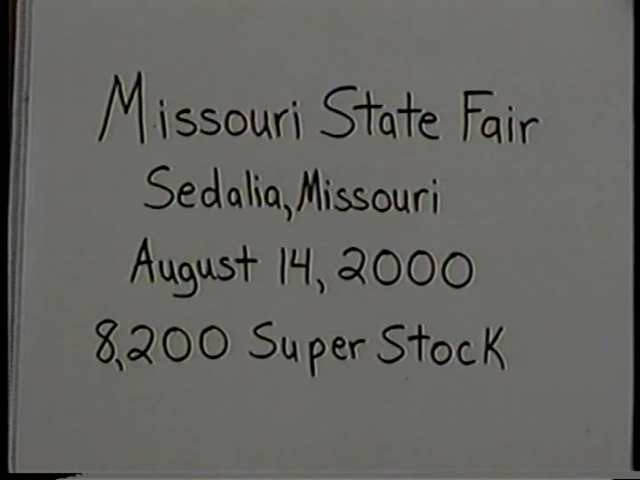 Missouri State Fair
Sedalia, Missouri
August 14, 2000
8,200 Super Stock